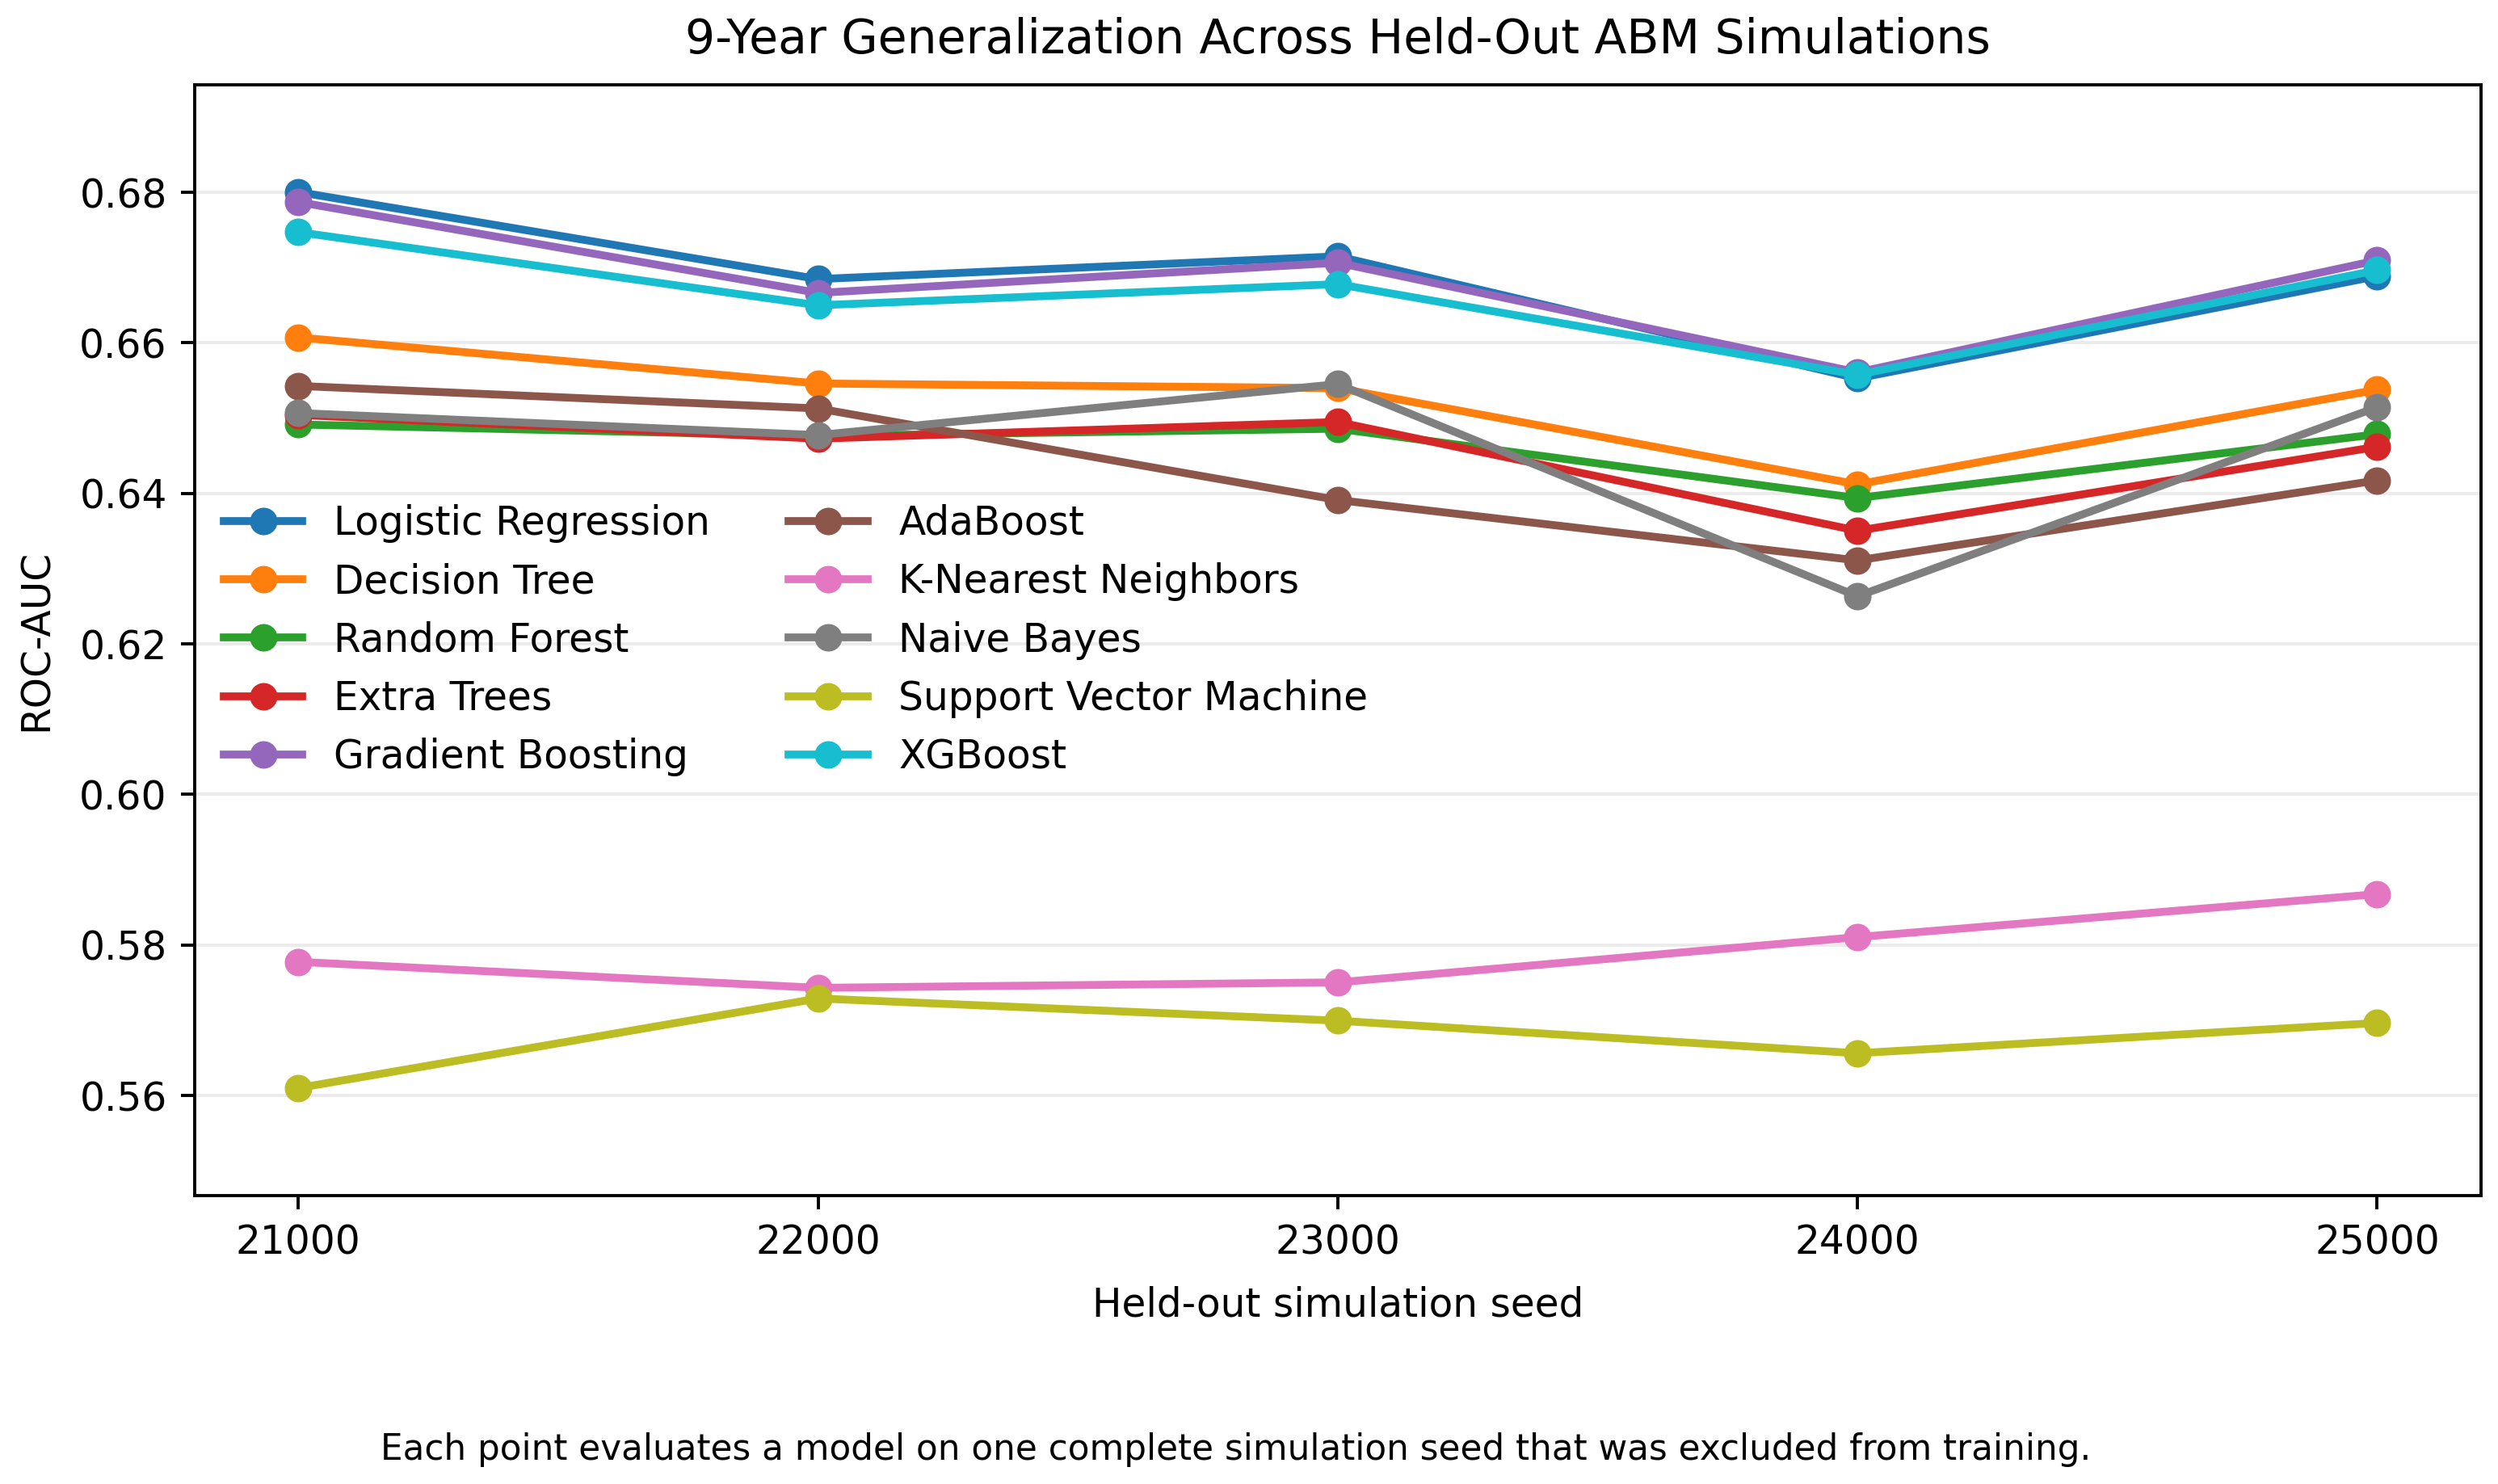 9-Year Generalization Across Held-Out ABM Simulations
ROC-AUC
0.68
0.66
0.64
0.62
0.60
0.58
0.56
Logistic Regression
Decision Tree
Random Forest
Extra Trees
Gradient Boosting
AdaBoost
K-Nearest Neighbors
Naive Bayes
Support Vector Machine
XGBoost
21000 22000 23000 24000 25000
Held-out simulation seed
Each point evaluates a model on one complete simulation seed that was excluded from training.